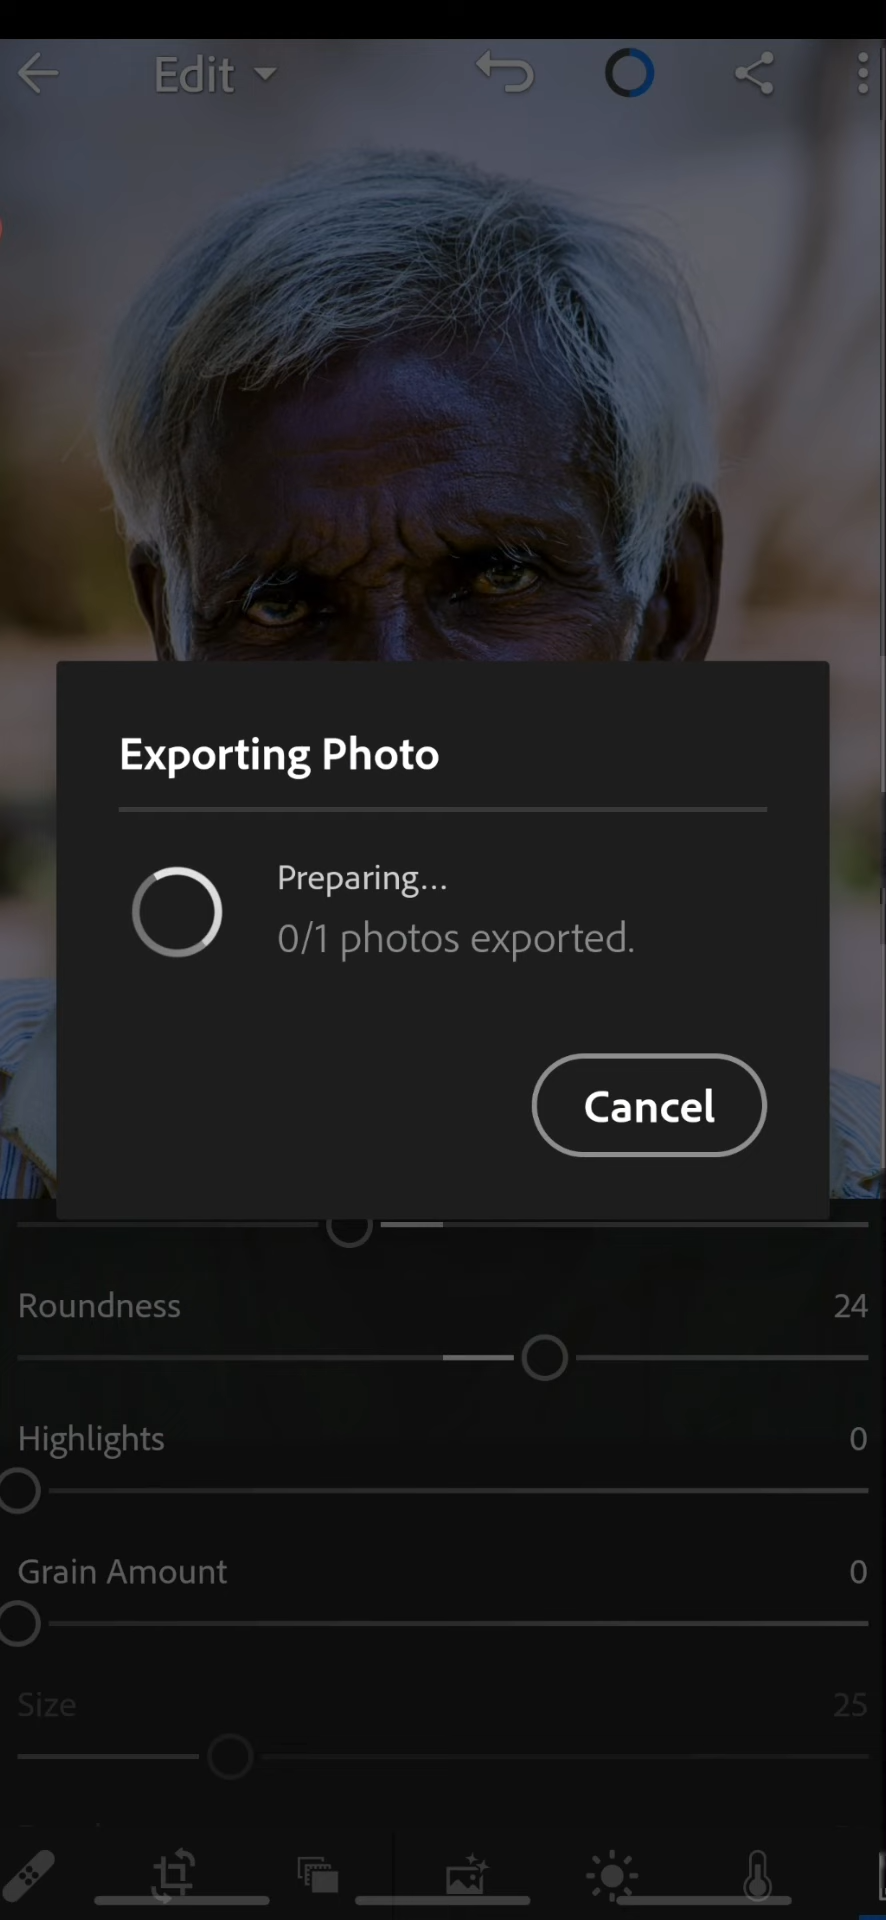 Edit
Exporting Photo
Preparing...
0/1 photos exported.
Cancel
Roundness 24
Highlights 0
Grain Amount 0
Size 25